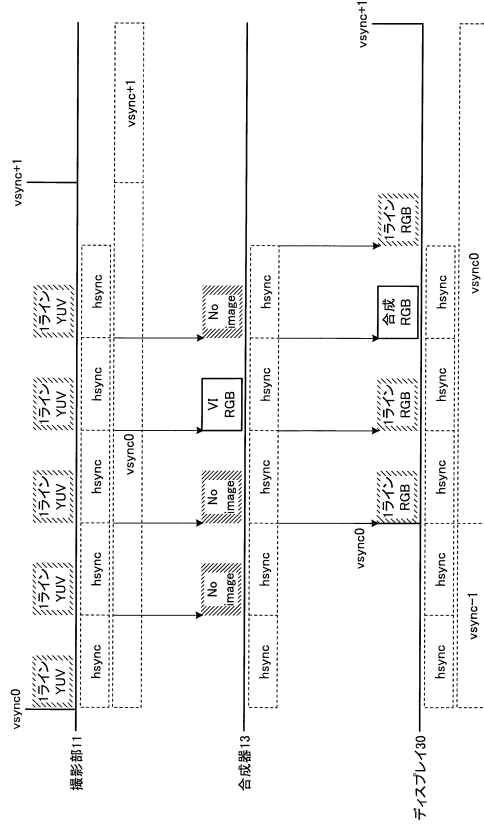 vsync0
vsync+1
1ライン
YUV
1ライン
YUV
1ライン
YUV
1ライン
YUV
1ライン
YUV
撮影部11
hsync
hsync
hsync
hsync
hsync
vsync0
vsync+1
No
image
No
image
VI
RGB
No
image
合成器13
hsync
hsync
hsync
hsync
hsync
vsync0
vsync+1
1ライン
RGB
1ライン
RGB
合成
RGB
1ライン
RGB
ディスプレイ30
hsync
hsync
hsync
hsync
hsync
vsync−1
vsync0